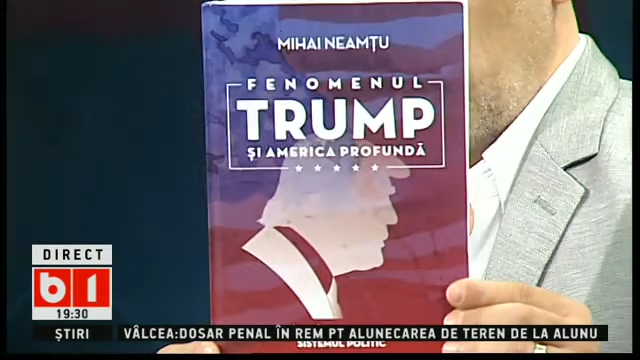 MIHAI NEAMȚU
FENOMENUL
TRUMP
ȘI AMERICA PROFUNDĂ
SISTEMUL POLITIC
DIRECT
b1
19:30
ȘTIRI
VÂLCEA:DOSAR PENAL ÎN REM PT ALUNECAREA DE TEREN DE LA ALUNU